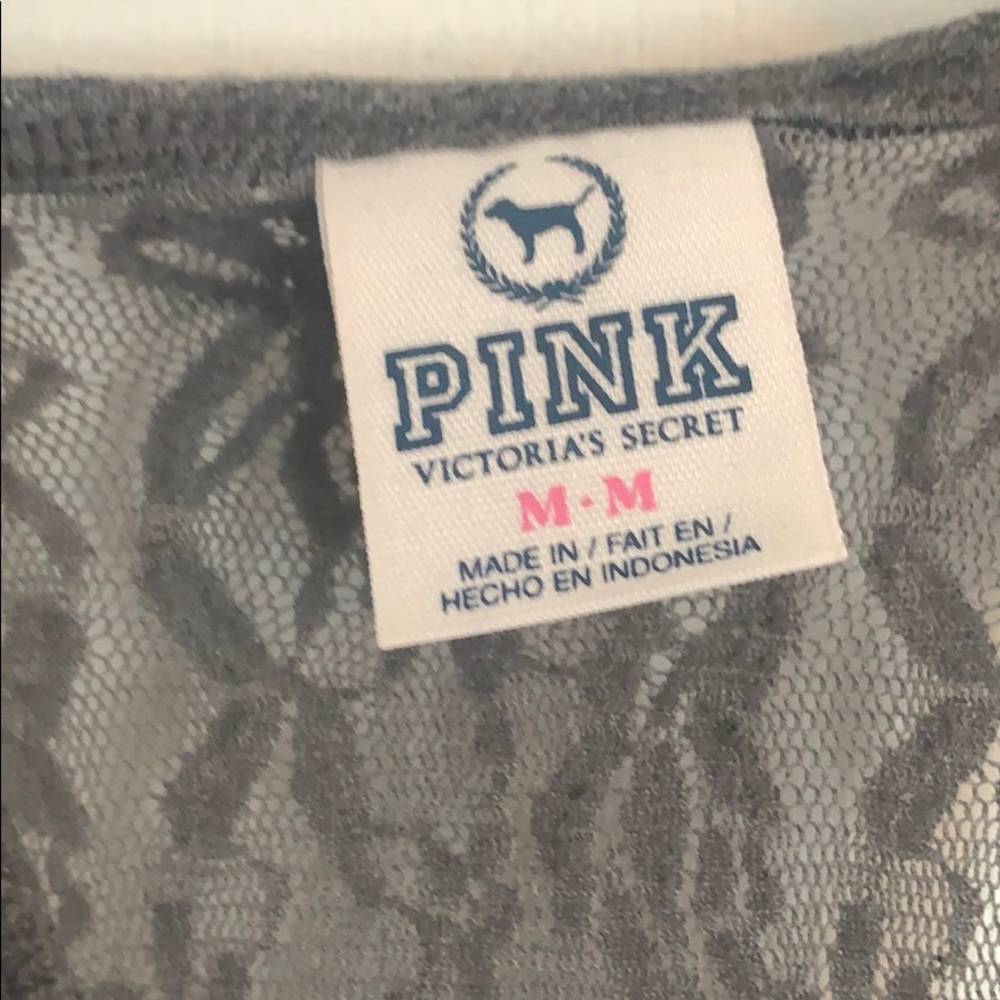 PINK
VICTORIA'S SECRET
M·M
MADE IN / FAIT EN /
HECHO EN INDONESIA